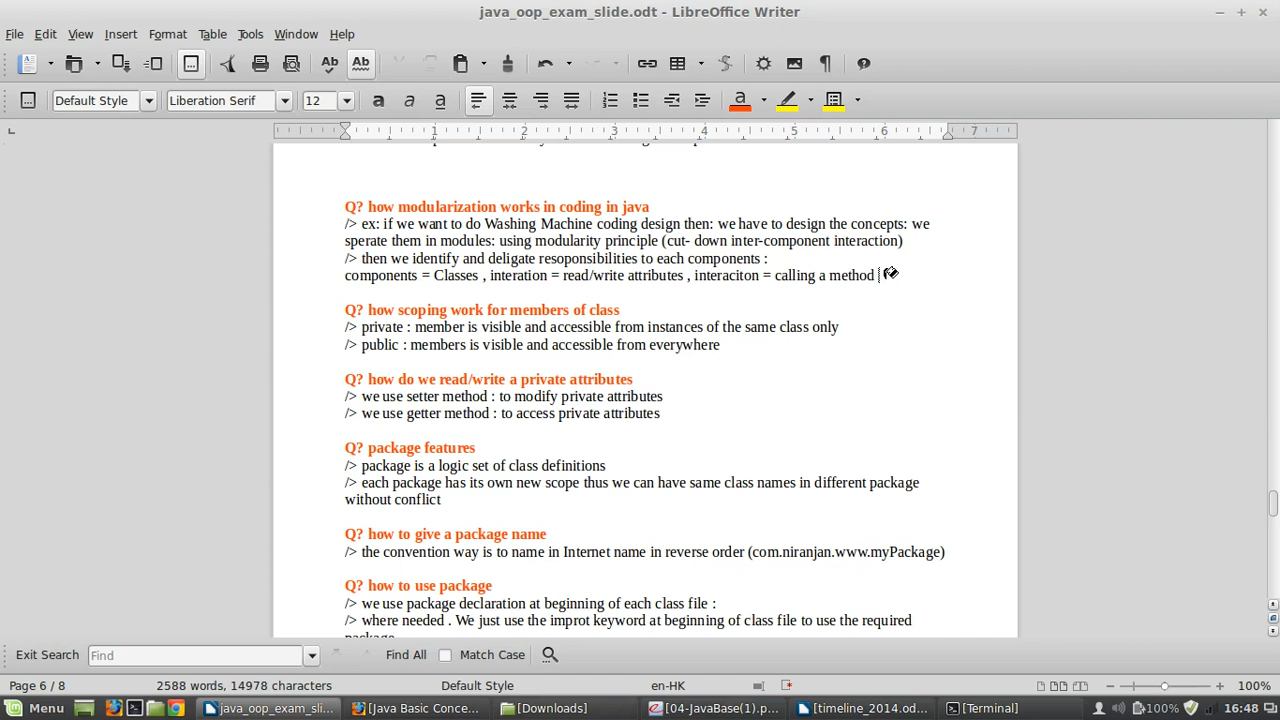 java_oop_exam_slide.odt - LibreOffice Writer
File Edit View Insert Format Table Tools Window Help
Default Style Liberation Serif 12
1 2 3 4 5 6 7
Q? how modularization works in coding in java
/> ex: if we want to do Washing Machine coding design then: we have to design the concepts: we
sperate them in modules: using modularity principle (cut- down inter-component interaction)
/> then we identify and deligate resoponsibilities to each components :
components = Classes , interation = read/write attributes , interaciton = calling a method
Q? how scoping work for members of class
/> private : member is visible and accessible from instances of the same class only
/> public : members is visible and accessible from everywhere
Q? how do we read/write a private attributes
/> we use setter method : to modify private attributes
/> we use getter method : to access private attributes
Q? package features
/> package is a logic set of class definitions
/> each package has its own new scope thus we can have same class names in different package
without conflict
Q? how to give a package name
/> the convention way is to name in Internet name in reverse order (com.niranjan.www.myPackage)
Q? how to use package
/> we use package declaration at beginning of each class file :
/> where needed . We just use the improt keyword at beginning of class file to use the required
package
Exit Search Find Find All Match Case
Page 6 / 8 2588 words, 14978 characters Default Style en-HK 100%
Menu java_oop_exam_sli... [Java Basic Conce... [Downloads] [04-JavaBase(1).p... [timeline_2014.od... [Terminal] 100% 16:48